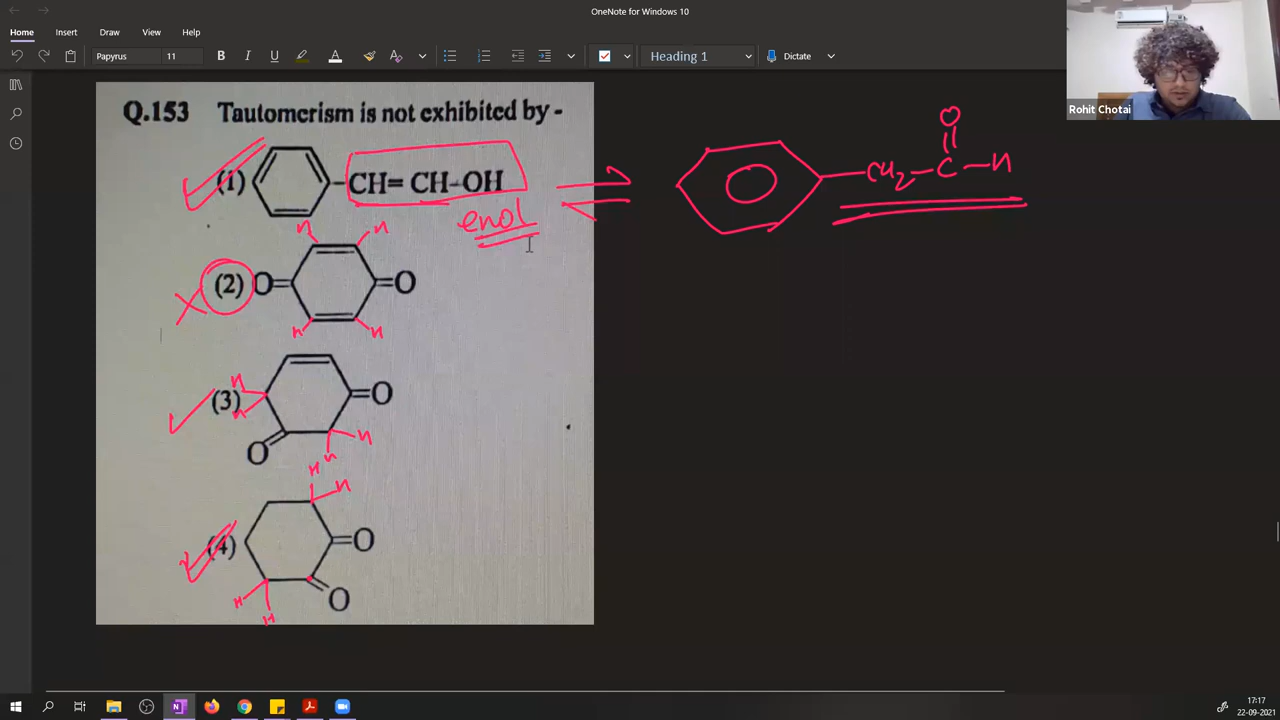 OneNote for Windows 10
Home Insert Draw View Help
Papyrus 11 B I U A Heading 1 Dictate
Rohit Chotai
Q.153 Tautomerism is not exhibited by -
(1) CH= CH-OH
enol
CH2-C-H
O
(2) O= =O
H H
H H
(3) =O
H
H
O
H
H
(4) =O
H H
O
H H
17:17
22-09-2021